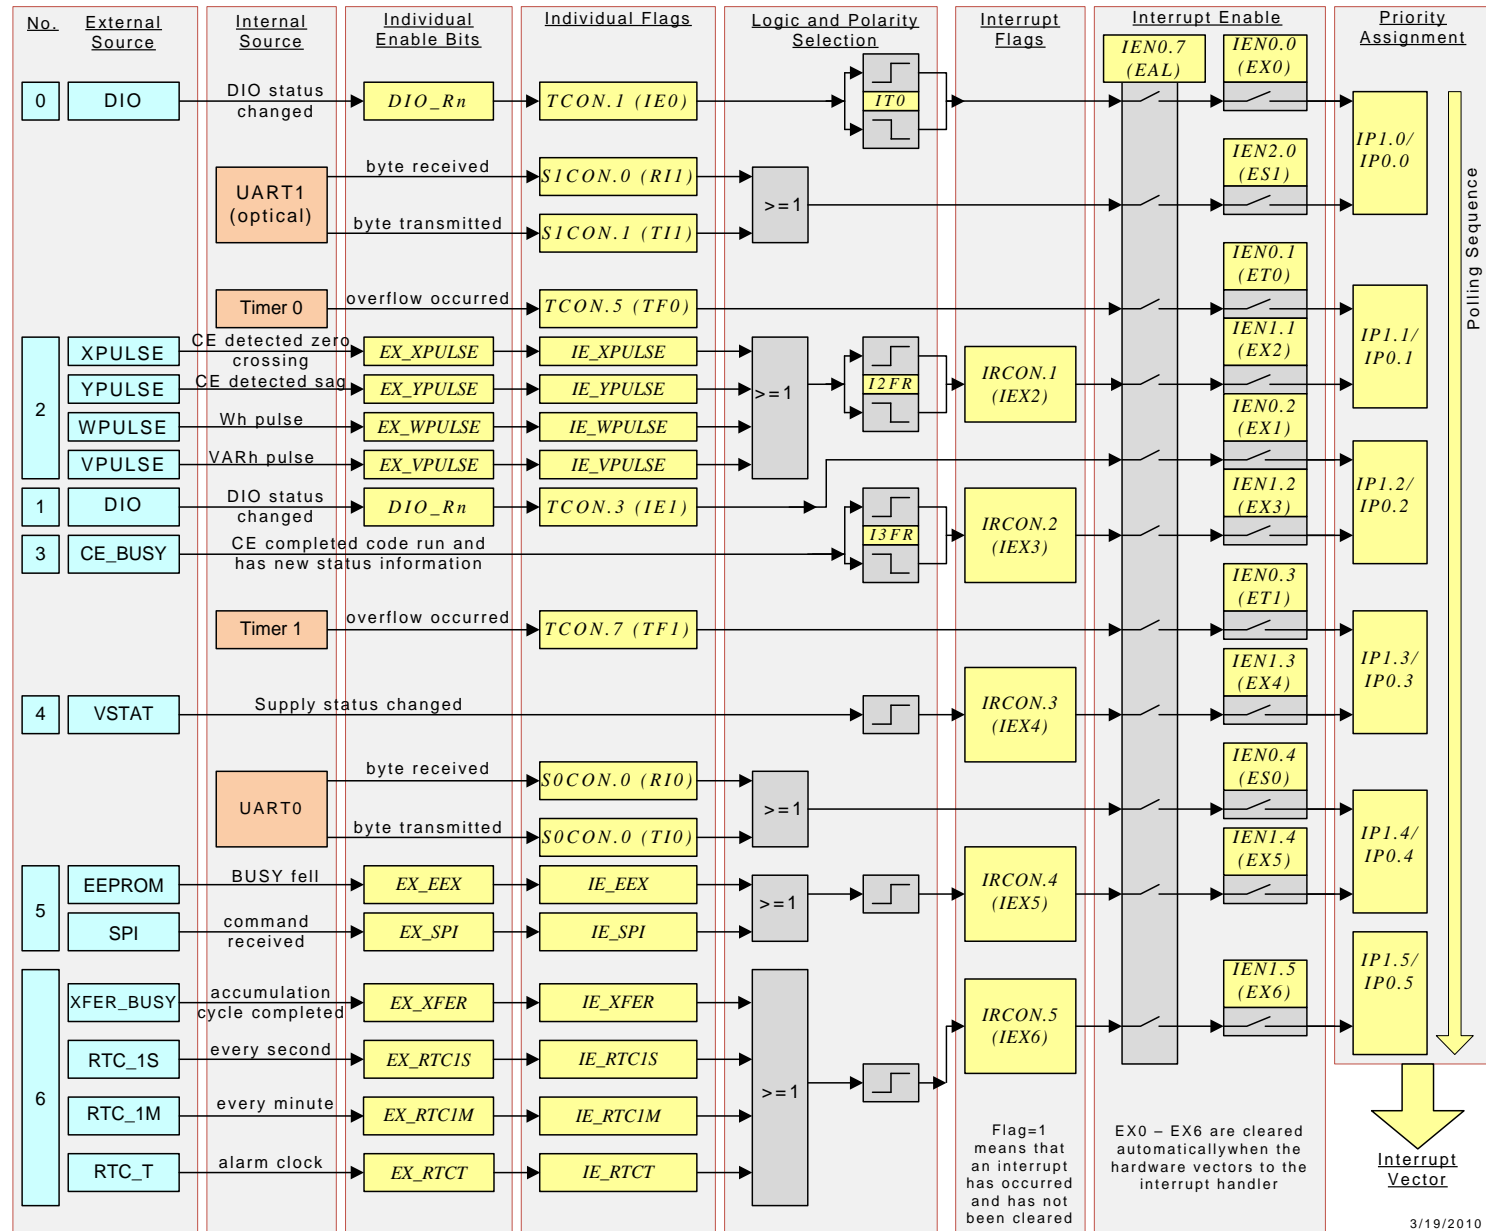 No.
External
Source
Internal
Source
Individual
Enable Bits
Individual Flags
Logic and Polarity
Selection
Interrupt
Flags
Interrupt Enable
Priority
Assignment
IEN0.7
(EAL)
IEN0.0
(EX0)
0
DIO
DIO status
changed
DIO_Rn
TCON.1 (IE0)
IT0
IP1.0/
IP0.0
UART1
(optical)
byte received
S1CON.0 (RI1)
byte transmitted
S1CON.1 (TI1)
>=1
IEN2.0
(ES1)
Timer 0
overflow occurred
TCON.5 (TF0)
IEN0.1
(ET0)
IP1.1/
IP0.1
2
XPULSE
CE detected zero
crossing
EX_XPULSE
IE_XPULSE
YPULSE
CE detected sag
EX_YPULSE
IE_YPULSE
WPULSE
Wh pulse
EX_WPULSE
IE_WPULSE
VPULSE
VARh pulse
EX_VPULSE
IE_VPULSE
>=1
I2FR
IRCON.1
(IEX2)
IEN1.1
(EX2)
1
DIO
DIO status
changed
DIO_Rn
TCON.3 (IE1)
IEN0.2
(EX1)
IP1.2/
IP0.2
3
CE_BUSY
CE completed code run and
has new status information
I3FR
IRCON.2
(IEX3)
IEN1.2
(EX3)
Timer 1
overflow occurred
TCON.7 (TF1)
IEN0.3
(ET1)
IP1.3/
IP0.3
4
VSTAT
Supply status changed
IRCON.3
(IEX4)
IEN1.3
(EX4)
UART0
byte received
S0CON.0 (RI0)
byte transmitted
S0CON.0 (TI0)
>=1
IEN0.4
(ES0)
IP1.4/
IP0.4
5
EEPROM
BUSY fell
EX_EEX
IE_EEX
SPI
command
received
EX_SPI
IE_SPI
>=1
IRCON.4
(IEX5)
IEN1.4
(EX5)
6
XFER_BUSY
accumulation
cycle completed
EX_XFER
IE_XFER
RTC_1S
every second
EX_RTC1S
IE_RTC1S
RTC_1M
every minute
EX_RTC1M
IE_RTC1M
RTC_T
alarm clock
EX_RTCT
IE_RTCT
>=1
IRCON.5
(IEX6)
IEN1.5
(EX6)
IP1.5/
IP0.5
Polling Sequence
Flag=1
means that
an interrupt
has occurred
and has not
been cleared
EX0 – EX6 are cleared
automaticallywhen the
hardware vectors to the
interrupt handler
Interrupt
Vector
3/19/2010